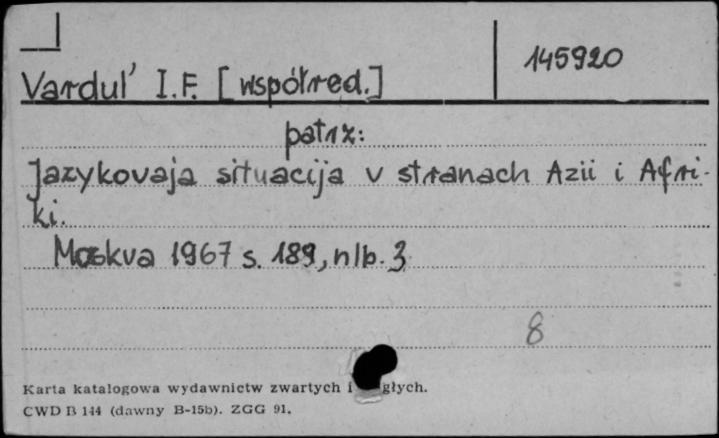 145920
Vardul' I.F. [współred.]
patrz:
Jazykovaja situacija v stranach Azii i Afri-
ki.
Moskva 1967 s. 189, nlb. 3
8
Karta katalogowa wydawnictw zwartych i głych.
CWD B 144 (dawny B-15b). ZGG 91.